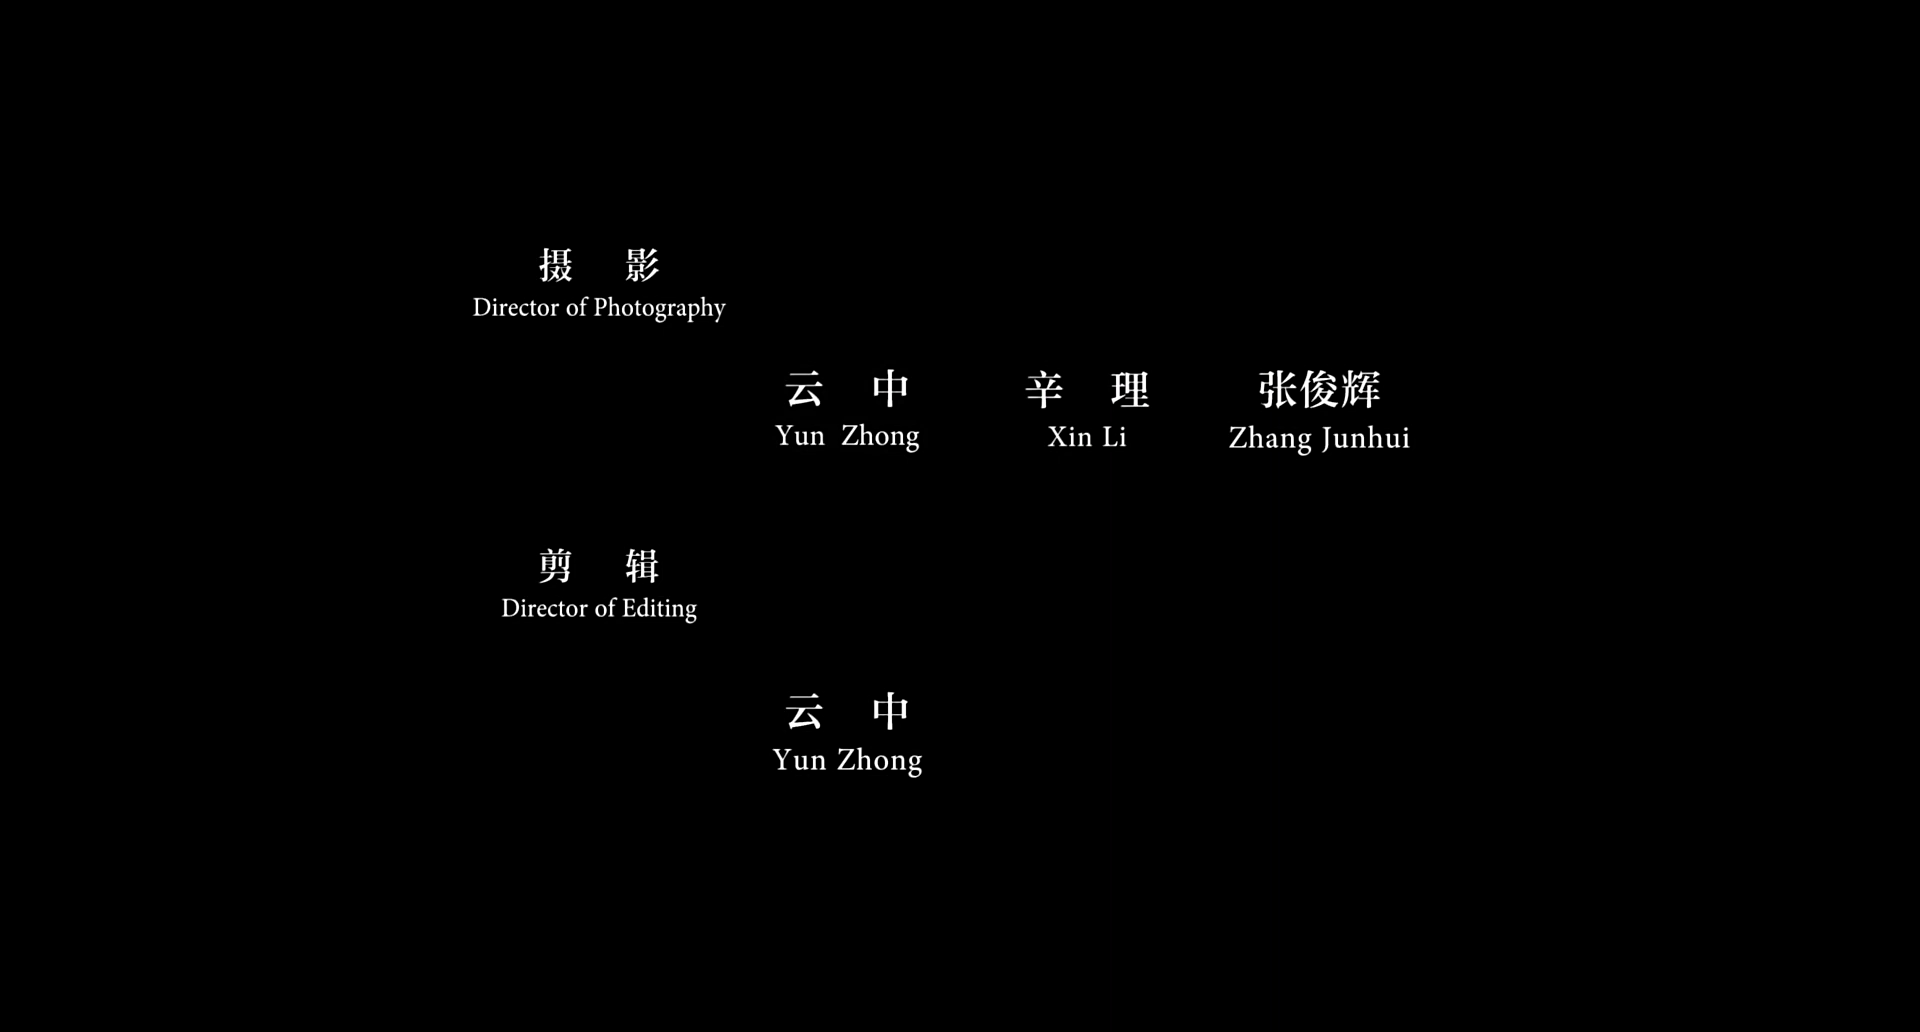 摄 影
Director of Photography
云 中 辛 理 张俊辉
Yun Zhong Xin Li Zhang Junhui
剪 辑
Director of Editing
云 中
Yun Zhong